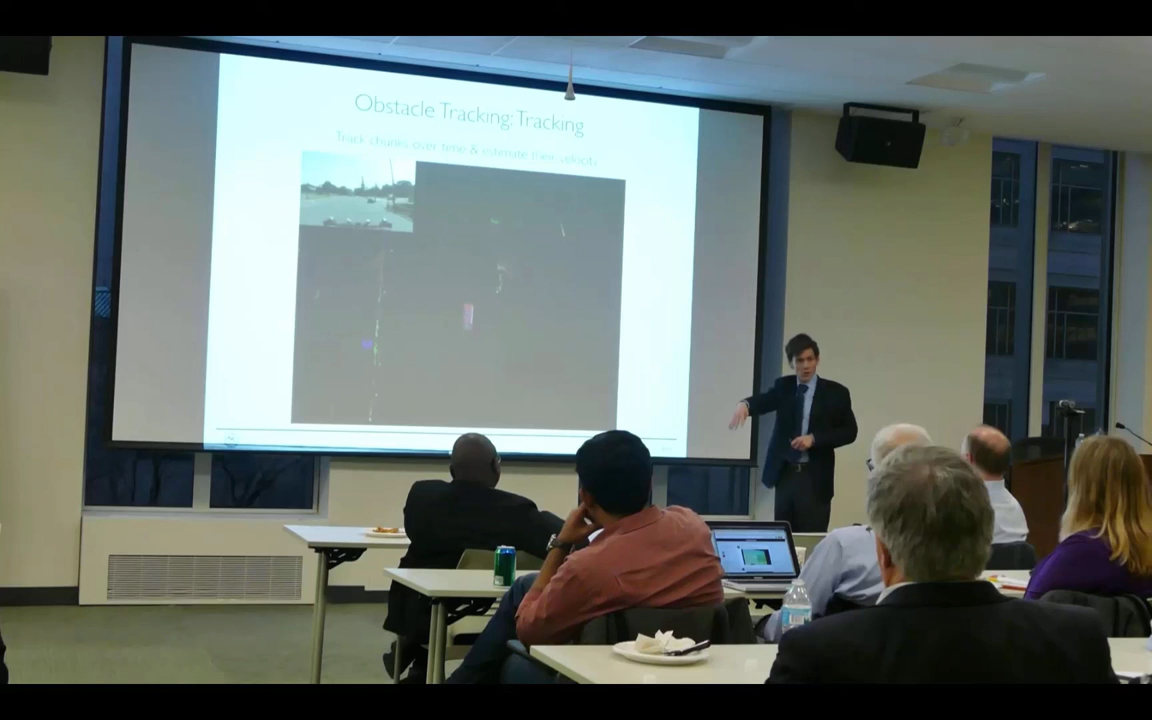 Obstacle Tracking: Tracking
Track chunks over time & estimate their velocity